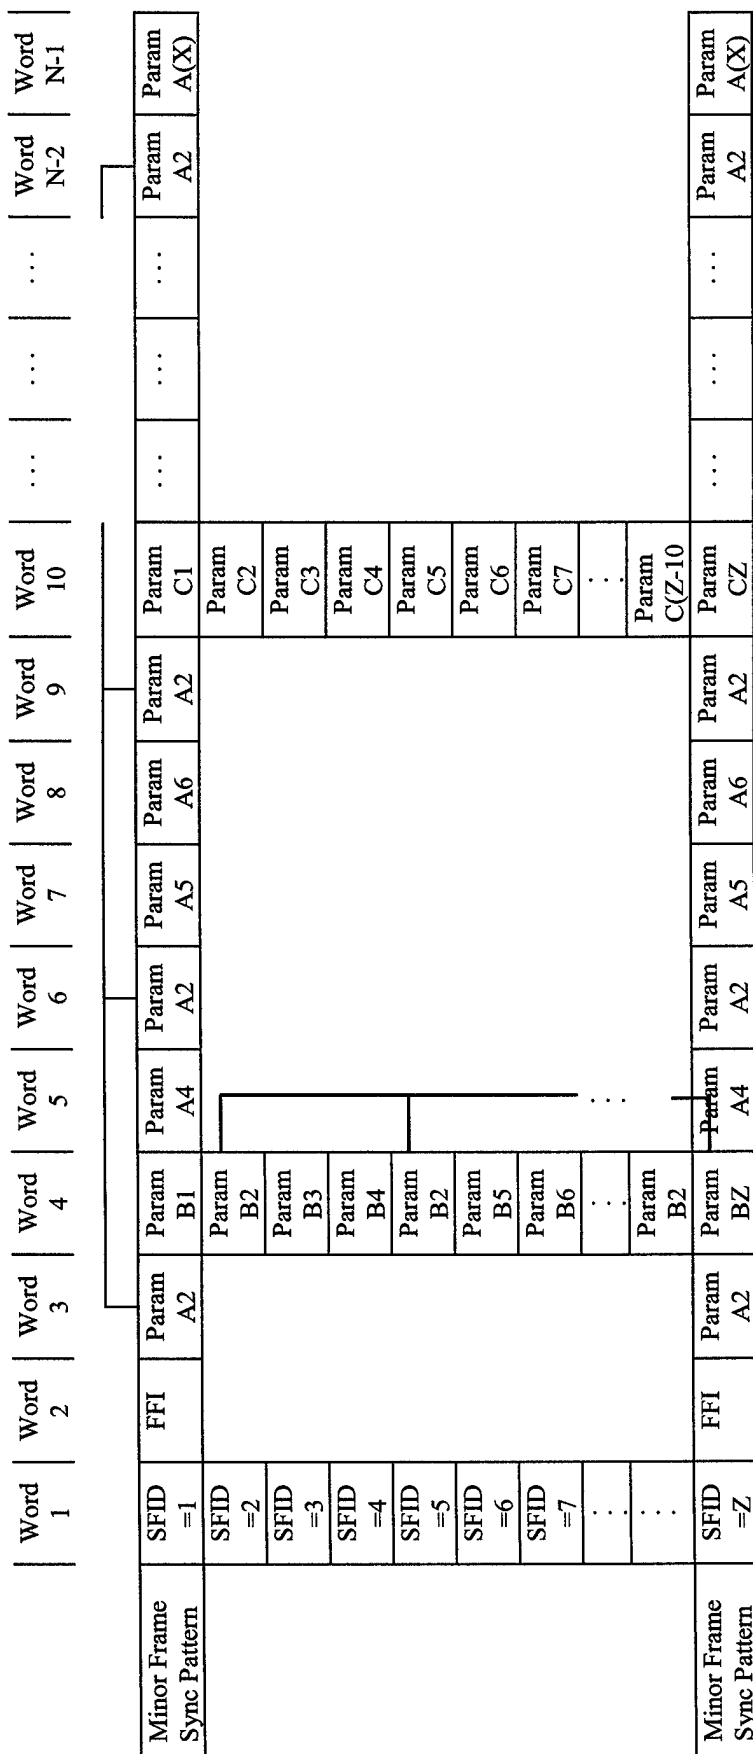 Word Word Word Word Word Word Word Word Word Word ... ... ... Word Word
1 2 3 4 5 6 7 8 9 10 N-2 N-1
Minor Frame SFID FFI Param Param Param Param Param Param Param Param ... ... ... Param Param
Sync Pattern =1 A2 B1 A4 A2 A5 A6 A2 C1 A2 A(X)
SFID Param Param
=2 B2 C2
SFID Param Param
=3 B3 C3
SFID Param Param
=4 B4 C4
SFID Param Param
=5 B2 C5
SFID Param Param
=6 B5 C6
SFID Param Param
=7 B6 C7
... ... ... ...
... Param Param
B2 C(Z-10
Minor Frame SFID FFI Param Param Param Param Param Param Param Param ... ... ... Param Param
Sync Pattern =Z A2 BZ A4 A2 A5 A6 A2 CZ A2 A(X)